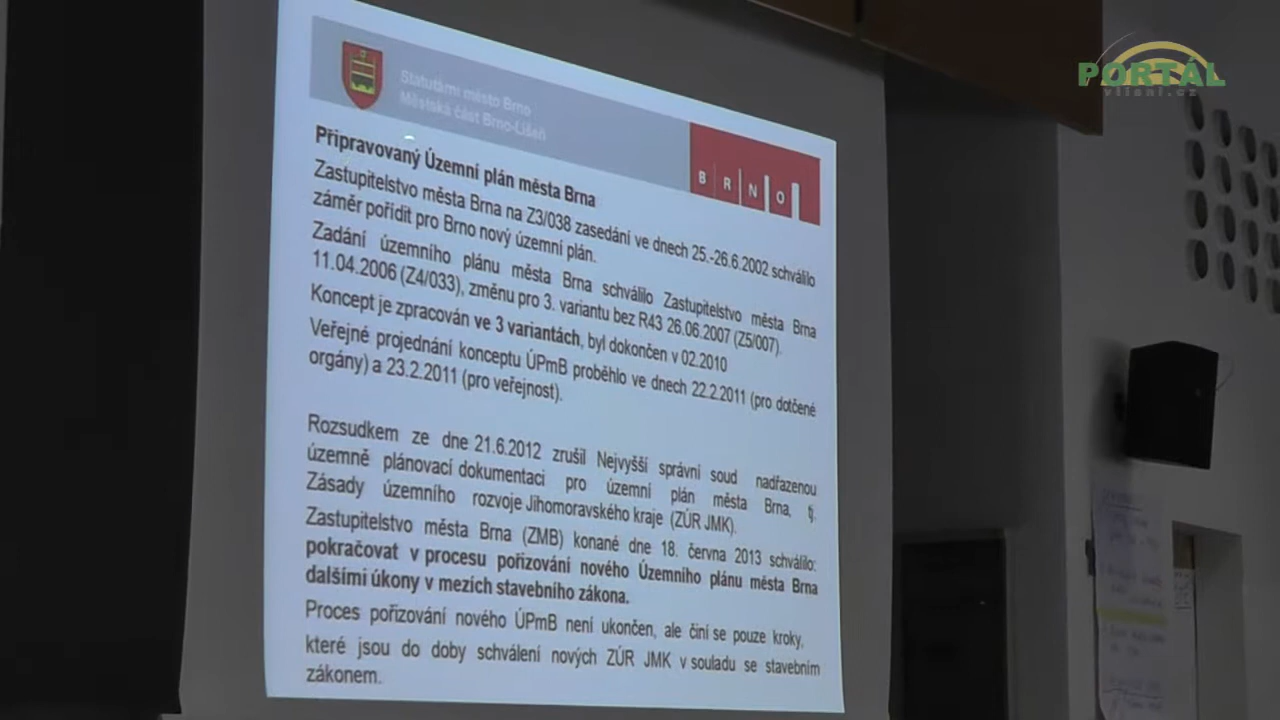 PORTÁL
vlisni.cz
Statutární město Brno
Městská část Brno-Líšeň
BRNO
Připravovaný Územní plán města Brna
Zastupitelstvo města Brna na Z3/038 zasedání ve dnech 25.-26.6.2002 schválilo
záměr pořídit pro Brno nový územní plán.
Zadání územního plánu města Brna schválilo Zastupitelstvo města Brna
11.04.2006 (Z4/033), změnu pro 3. variantu bez R43 26.06.2007 (Z5/007).
Koncept je zpracován ve 3 variantách, byl dokončen v 02.2010
Veřejné projednání konceptu ÚPmB proběhlo ve dnech 22.2.2011 (pro dotčené
orgány) a 23.2.2011 (pro veřejnost).
Rozsudkem ze dne 21.6.2012 zrušil Nejvyšší správní soud nadřazenou
územně plánovací dokumentaci pro územní plán města Brna, tj.
Zásady územního rozvoje Jihomoravského kraje (ZÚR JMK).
Zastupitelstvo města Brna (ZMB) konané dne 18. června 2013 schválilo:
pokračovat v procesu pořizování nového Územního plánu města Brna
dalšími úkony v mezích stavebního zákona.
Proces pořizování nového ÚPmB není ukončen, ale činí se pouze kroky,
které jsou do doby schválení nových ZÚR JMK v souladu se stavebním
zákonem.